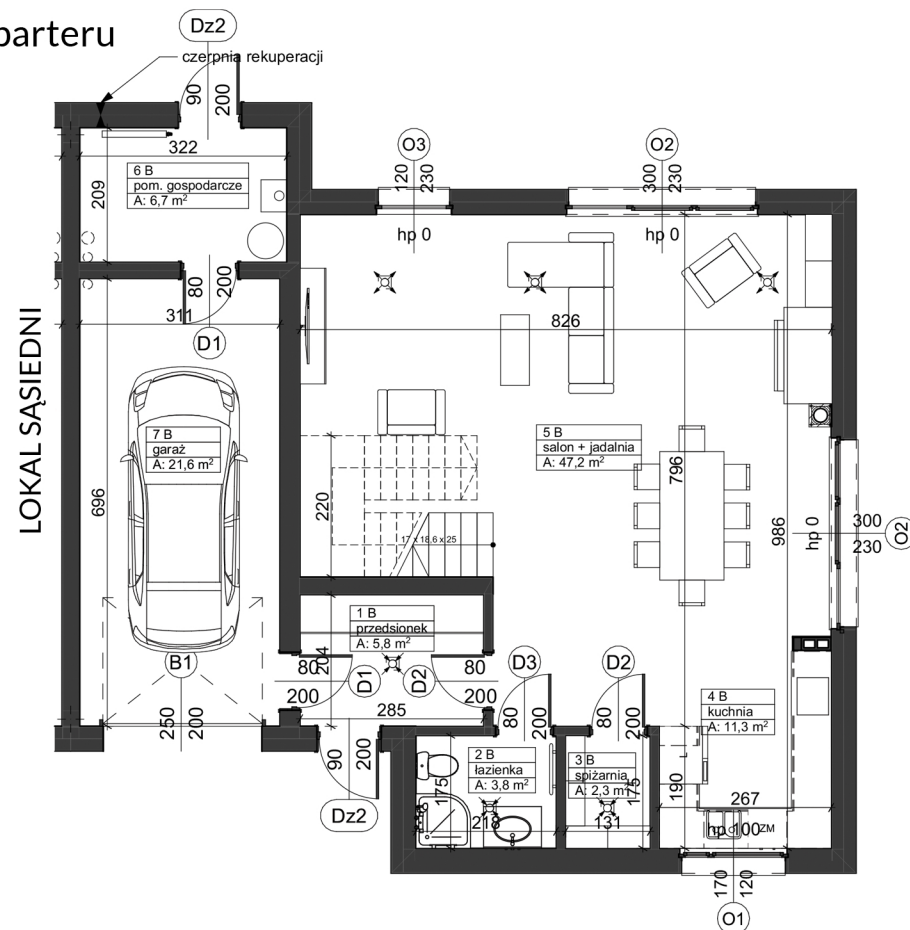 parteru
Dz2
czerpnia rekuperacji
90
200
322
6 B
pom. gospodarcze
A: 6,7 m²
209
O3
120
230
hp 0
O2
300
230
hp 0
80
200
311
D1
826
LOKAL SĄSIEDNI
7 B
garaż
A: 21,6 m²
696
5 B
salon + jadalnia
A: 47,2 m²
796
986
hp 0
300
230
O2
220
17 x 18,6 x 25
1 B
przedsionek
A: 5,8 m²
204
B1
250
200
80
200
D1
D2
80
200
285
90
200
Dz2
D3
80
200
D2
80
200
2 B
łazienka
A: 3,8 m²
175
218
3 B
spiżarnia
A: 2,3 m²
175
131
4 B
kuchnia
A: 11,3 m²
190
267
hp 100 ZM
170
120
O1